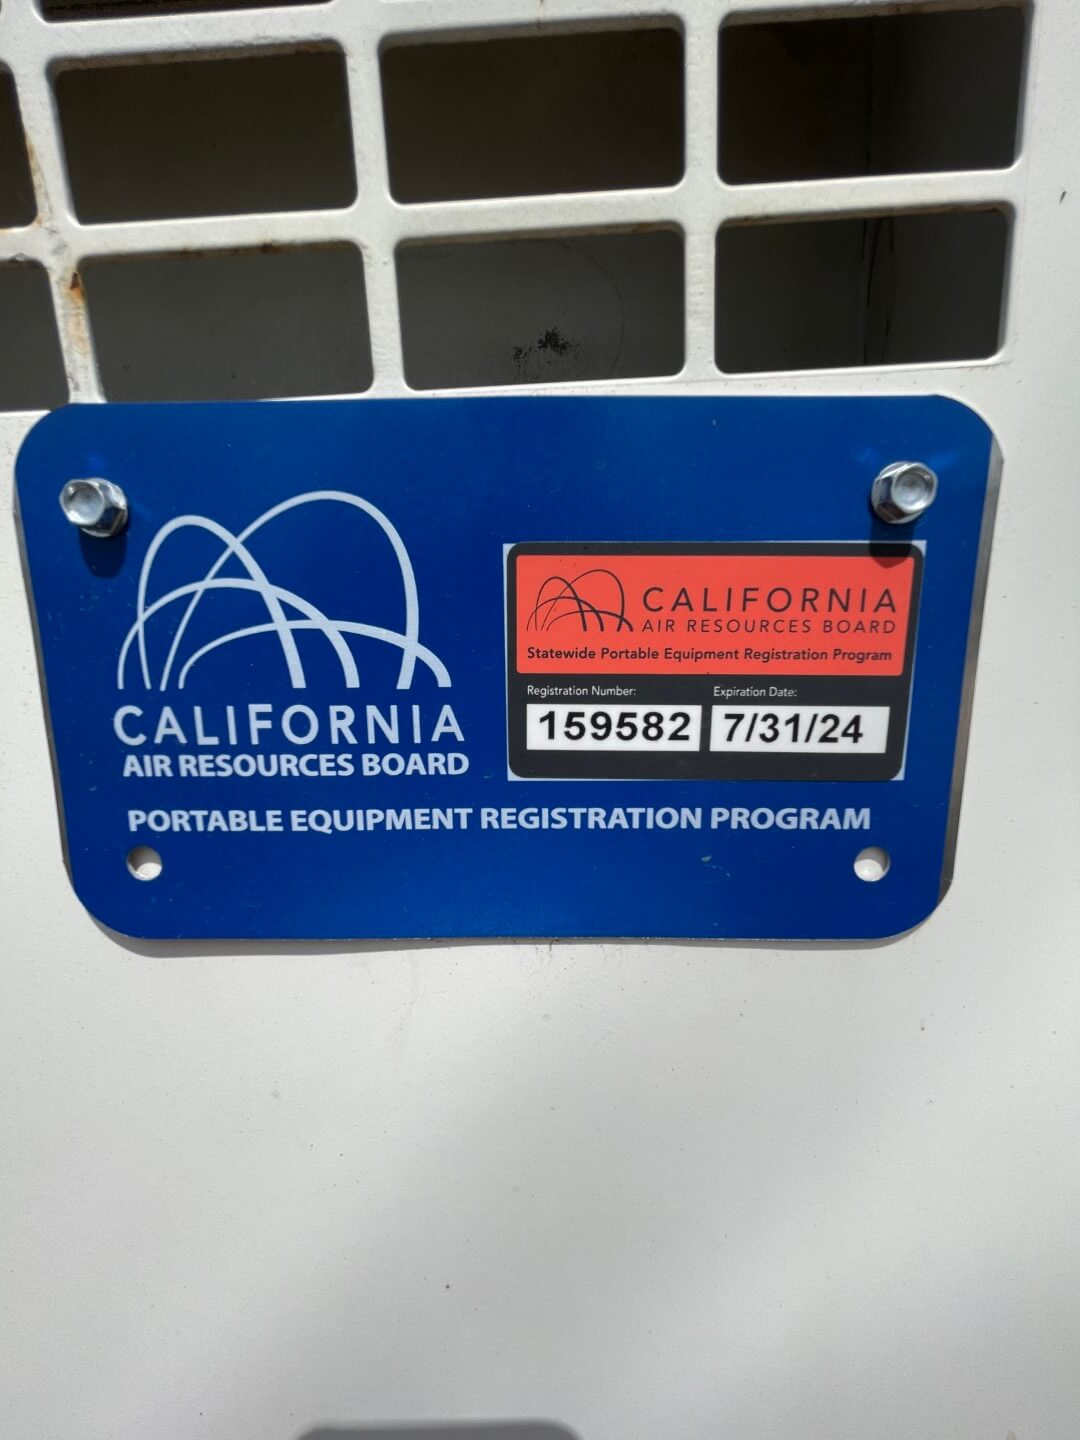 CALIFORNIA
AIR RESOURCES BOARD
PORTABLE EQUIPMENT REGISTRATION PROGRAM
CALIFORNIA
AIR RESOURCES BOARD
Statewide Portable Equipment Registration Program
Registration Number: Expiration Date:
159582 7/31/24